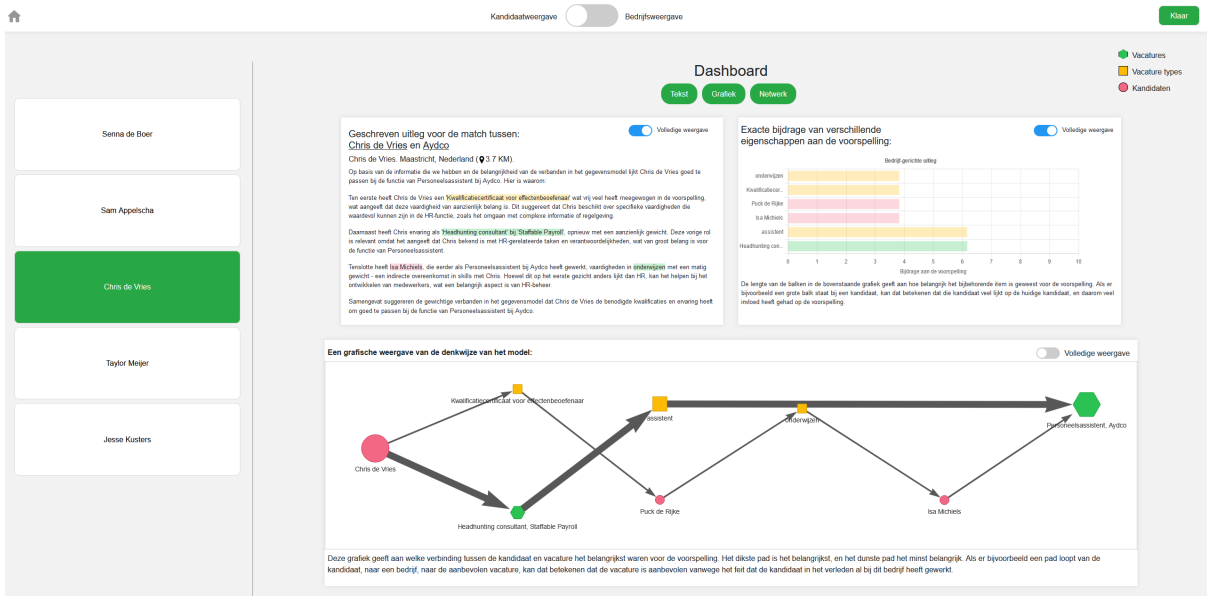 Kandidaatweergave
Bedrijfsweergave
Klaar
Vacatures
Vacature types
Kandidaten
Dashboard
Tekst
Grafiek
Netwerk
Senna de Boer
Sam Appelscha
Chris de Vries
Taylor Meijer
Jesse Kusters
Geschreven uitleg voor de match tussen:
Chris de Vries en Aydco
Volledige weergave
Chris de Vries. Maastricht, Nederland (3.7 KM).
Op basis van de informatie die we hebben en de belangrijkheid van de verbanden in het gegevensmodel lijkt Chris de Vries goed te
passen bij de functie van Personeelsassistent bij Aydco. Hier is waarom:
Ten eerste heeft Chris de Vries een 'Kwalificatiecertificaat voor effectenbeoefenaar' wat vrij veel heeft meegewogen in de voorspelling,
wat aangeeft dat deze vaardigheid van aanzienlijk belang is. Dit suggereert dat Chris beschikt over specifieke vaardigheden die
waardevol kunnen zijn in de HR-functie, zoals het omgaan met complexe informatie of regelgeving.
Daarnaast heeft Chris ervaring als 'Headhunting consultant' bij 'Staffable Payroll', opnieuw met een aanzienlijk gewicht. Deze vorige rol
is relevant omdat het aangeeft dat Chris bekend is met HR-gerelateerde taken en verantwoordelijkheden, wat van groot belang is voor
de functie van Personeelsassistent.
Tenslotte heeft Isa Michiels, die eerder als Personeelsassistent bij Aydco heeft gewerkt, vaardigheden in onderwijzen met een matig
gewicht - een indirecte overeenkomst in skills met Chris. Hoewel dit op het eerste gezicht anders lijkt dan HR, kan het helpen bij het
ontwikkelen van medewerkers, wat een belangrijk aspect is van HR-beheer.
Samengevat suggereren de gewichtige verbanden in het gegevensmodel dat Chris de Vries de benodigde kwalificaties en ervaring heeft
om goed te passen bij de functie van Personeelsassistent bij Aydco.
Exacte bijdrage van verschillende
eigenschappen aan de voorspelling:
Volledige weergave
Bedrijf-gerichte uitleg
onderwijzen
Kwalificatiecer...
Puck de Rijke
Isa Michiels
assistent
Headhunting con...
0 1 2 3 4 5 6 7 8 9 10
Bijdrage aan de voorspelling
De lengte van de balken in de bovenstaande grafiek geeft aan hoe belangrijk het bijbehorende item is geweest voor de voorspelling. Als er
bijvoorbeeld een grote balk staat bij een kandidaat, kan dat betekenen dat die kandidaat veel lijkt op de huidige kandidaat, en daarom veel
invloed heeft gehad op de voorspelling.
Een grafische weergave van de denkwijze van het model:
Volledige weergave
Kwalificatiecertificaat voor effectenbeoefenaar
assistent
onderwijzen
Personeelsassistent, Aydco
Chris de Vries
Puck de Rijke
Isa Michiels
Headhunting consultant, Staffable Payroll
Deze grafiek geeft aan welke verbinding tussen de kandidaat en vacature het belangrijkst waren voor de voorspelling. Het dikste pad is het belangrijkst, en het dunste pad het minst belangrijk. Als er bijvoorbeeld een pad loopt van de
kandidaat, naar een bedrijf, naar de aanbevolen vacature, kan dat betekenen dat de vacature is aanbevolen vanwege het feit dat de kandidaat in het verleden al bij dit bedrijf heeft gewerkt.